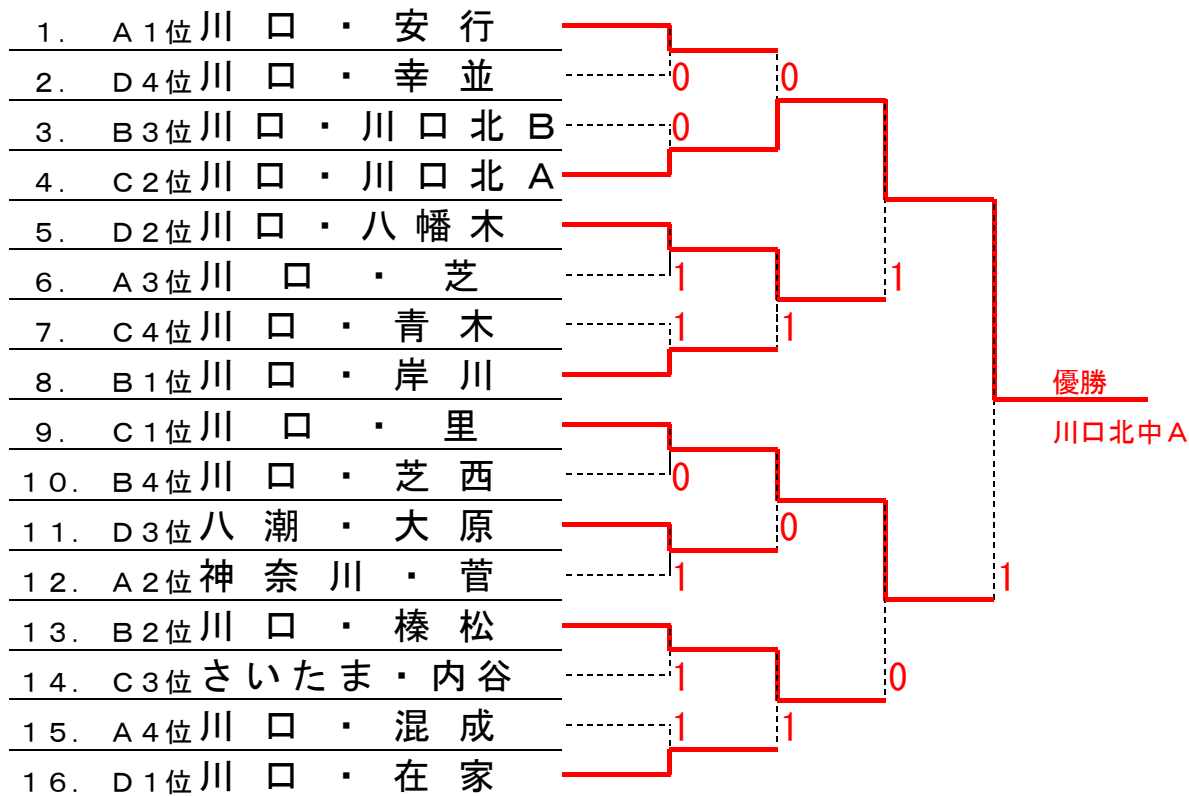 1. A1位 川口・安行
2. D4位 川口・幸並
3. B3位 川口・川口北B
4. C2位 川口・川口北A
5. D2位 川口・八幡木
6. A3位 川口・芝
7. C4位 川口・青木
8. B1位 川口・岸川
9. C1位 川口・里
10. B4位 川口・芝西
11. D3位 八潮・大原
12. A2位 神奈川・菅
13. B2位 川口・榛松
14. C3位 さいたま・内谷
15. A4位 川口・混成
16. D1位 川口・在家
0
0
1
1
0
1
1
1
0
1
0
1
1
0
1
優勝
川口北中A